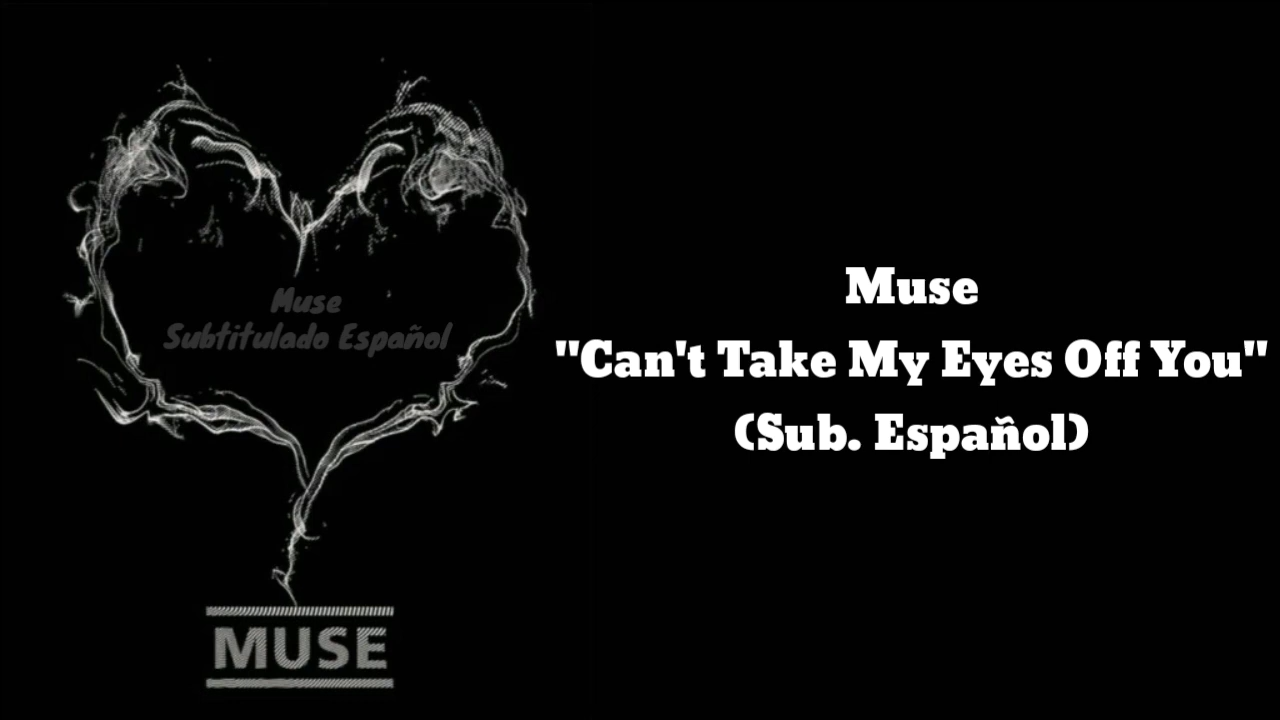 Muse
Subtitulado Español
MUSE
Muse
"Can't Take My Eyes Off You"
(Sub. Español)